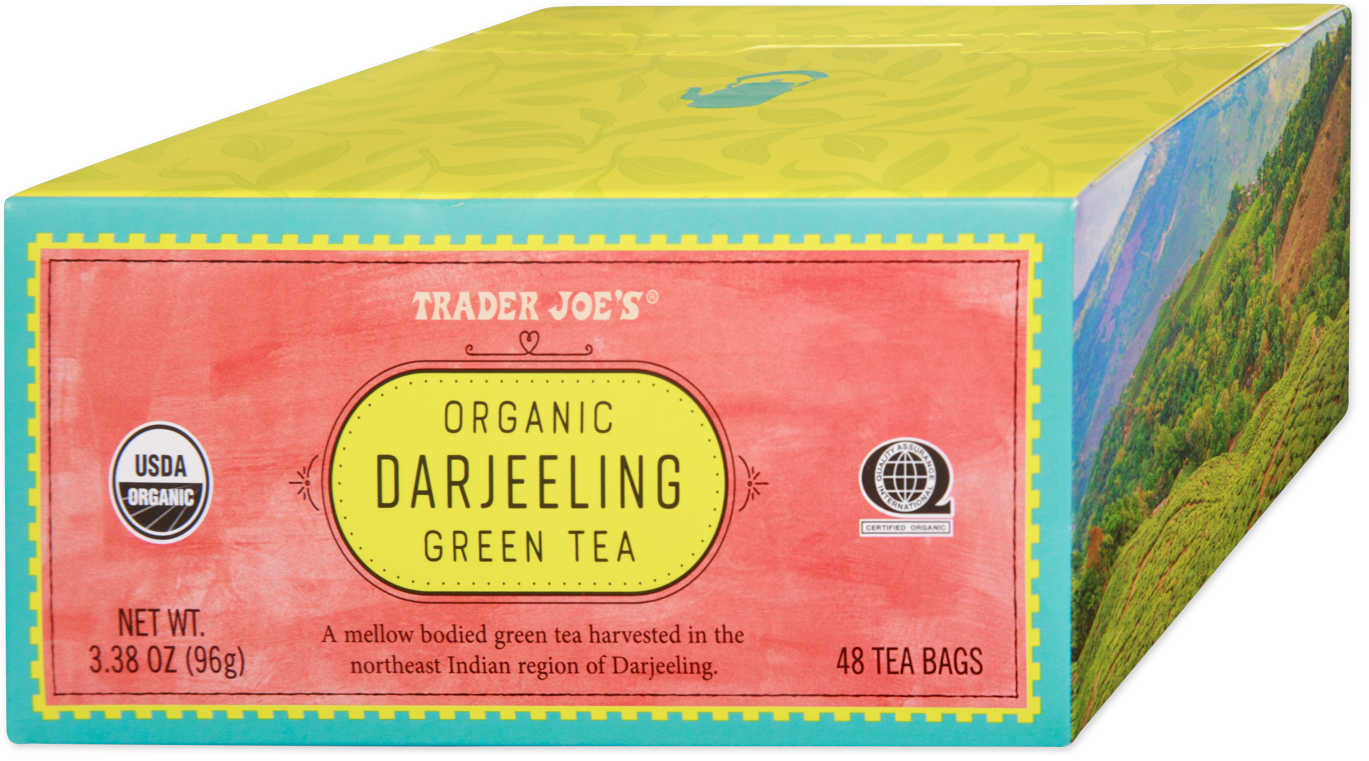 TRADER JOE'S®
ORGANIC
DARJEELING
GREEN TEA
USDA
ORGANIC
QUALITY ASSURANCE
INTERNATIONAL
CERTIFIED ORGANIC
NET WT.
3.38 OZ (96g)
A mellow bodied green tea harvested in the
northeast Indian region of Darjeeling.
48 TEA BAGS